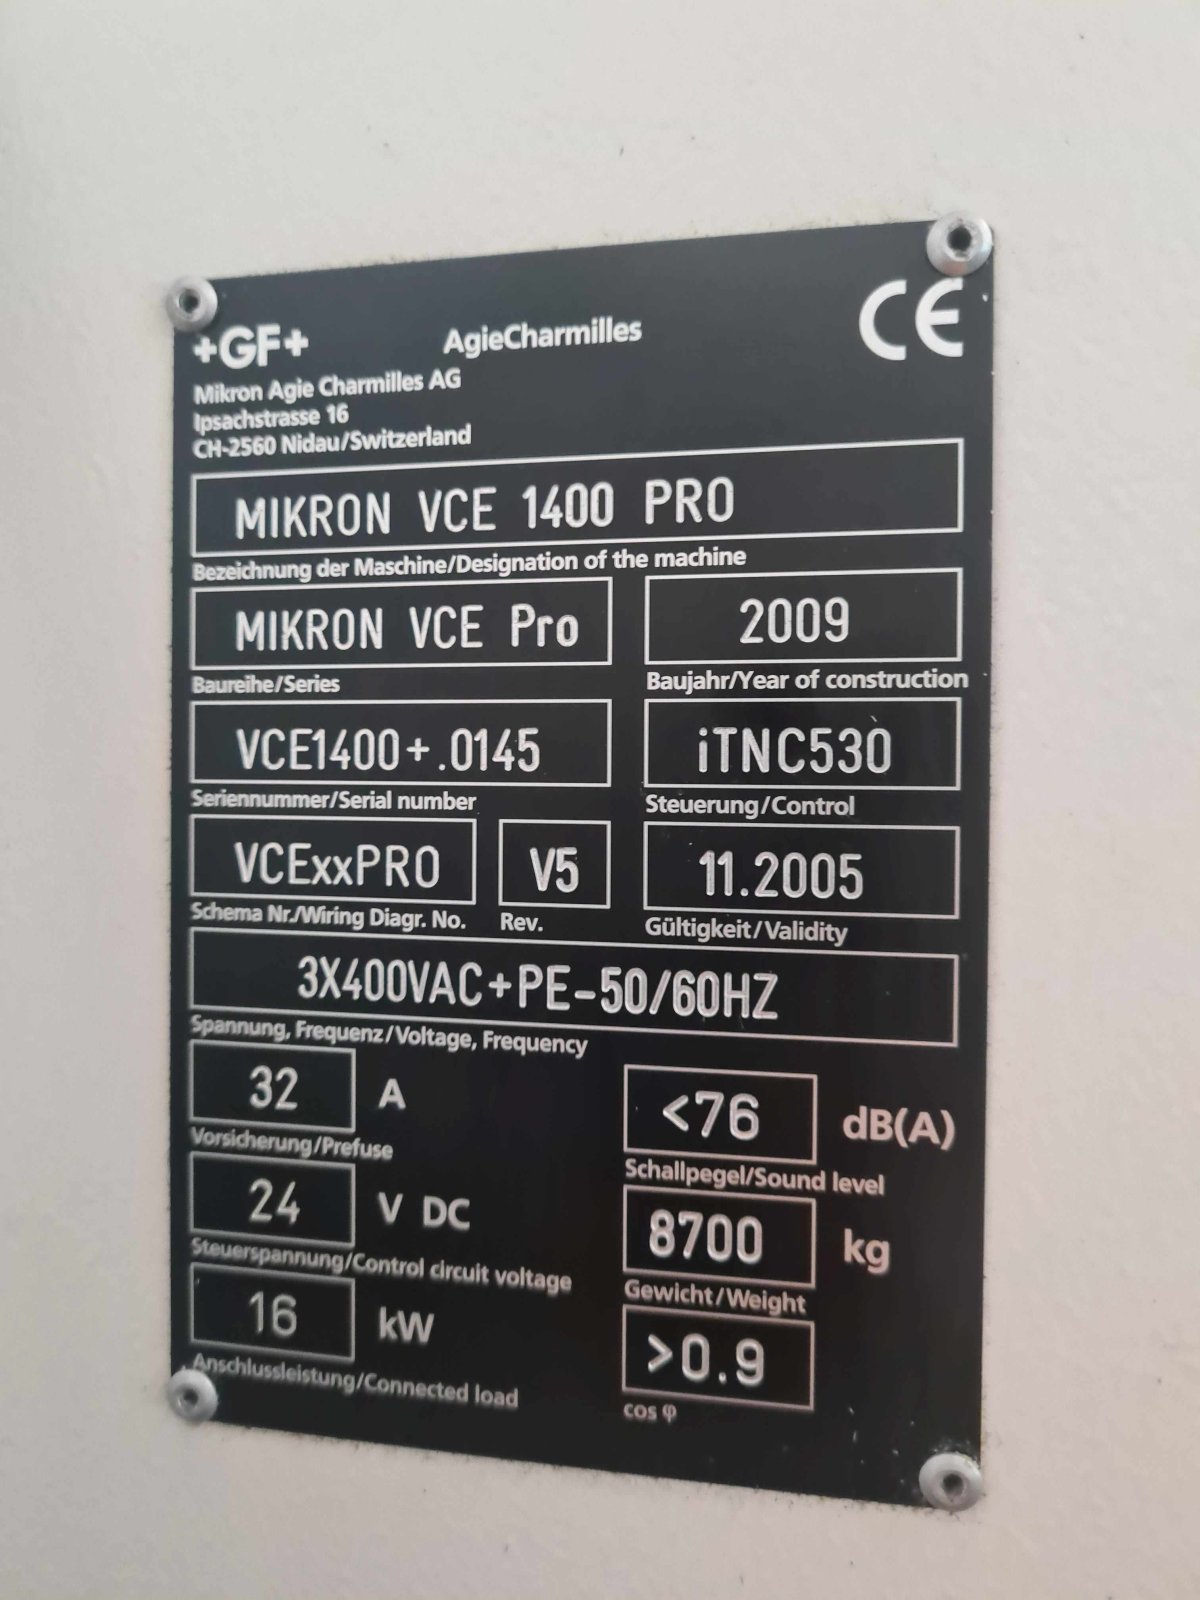 +GF+ AgieCharmilles CE
Mikron Agie Charmilles AG
Ipsachstrasse 16
CH-2560 Nidau/Switzerland
MIKRON VCE 1400 PRO
Bezeichnung der Maschine/Designation of the machine
MIKRON VCE Pro 2009
Baureihe/Series Baujahr/Year of construction
VCE1400+.0145 iTNC530
Seriennummer/Serial number Steuerung/Control
VCExxPRO V5 11.2005
Schema Nr./Wiring Diagr. No. Rev. Gültigkeit/Validity
3X400VAC+PE-50/60HZ
Spannung, Frequenz/Voltage, Frequency
32 A <76 dB(A)
Vorsicherung/Prefuse Schallpegel/Sound level
24 V DC 8700 kg
Steuerspannung/Control circuit voltage Gewicht/Weight
16 kW >0.9
Anschlussleistung/Connected load cos φ